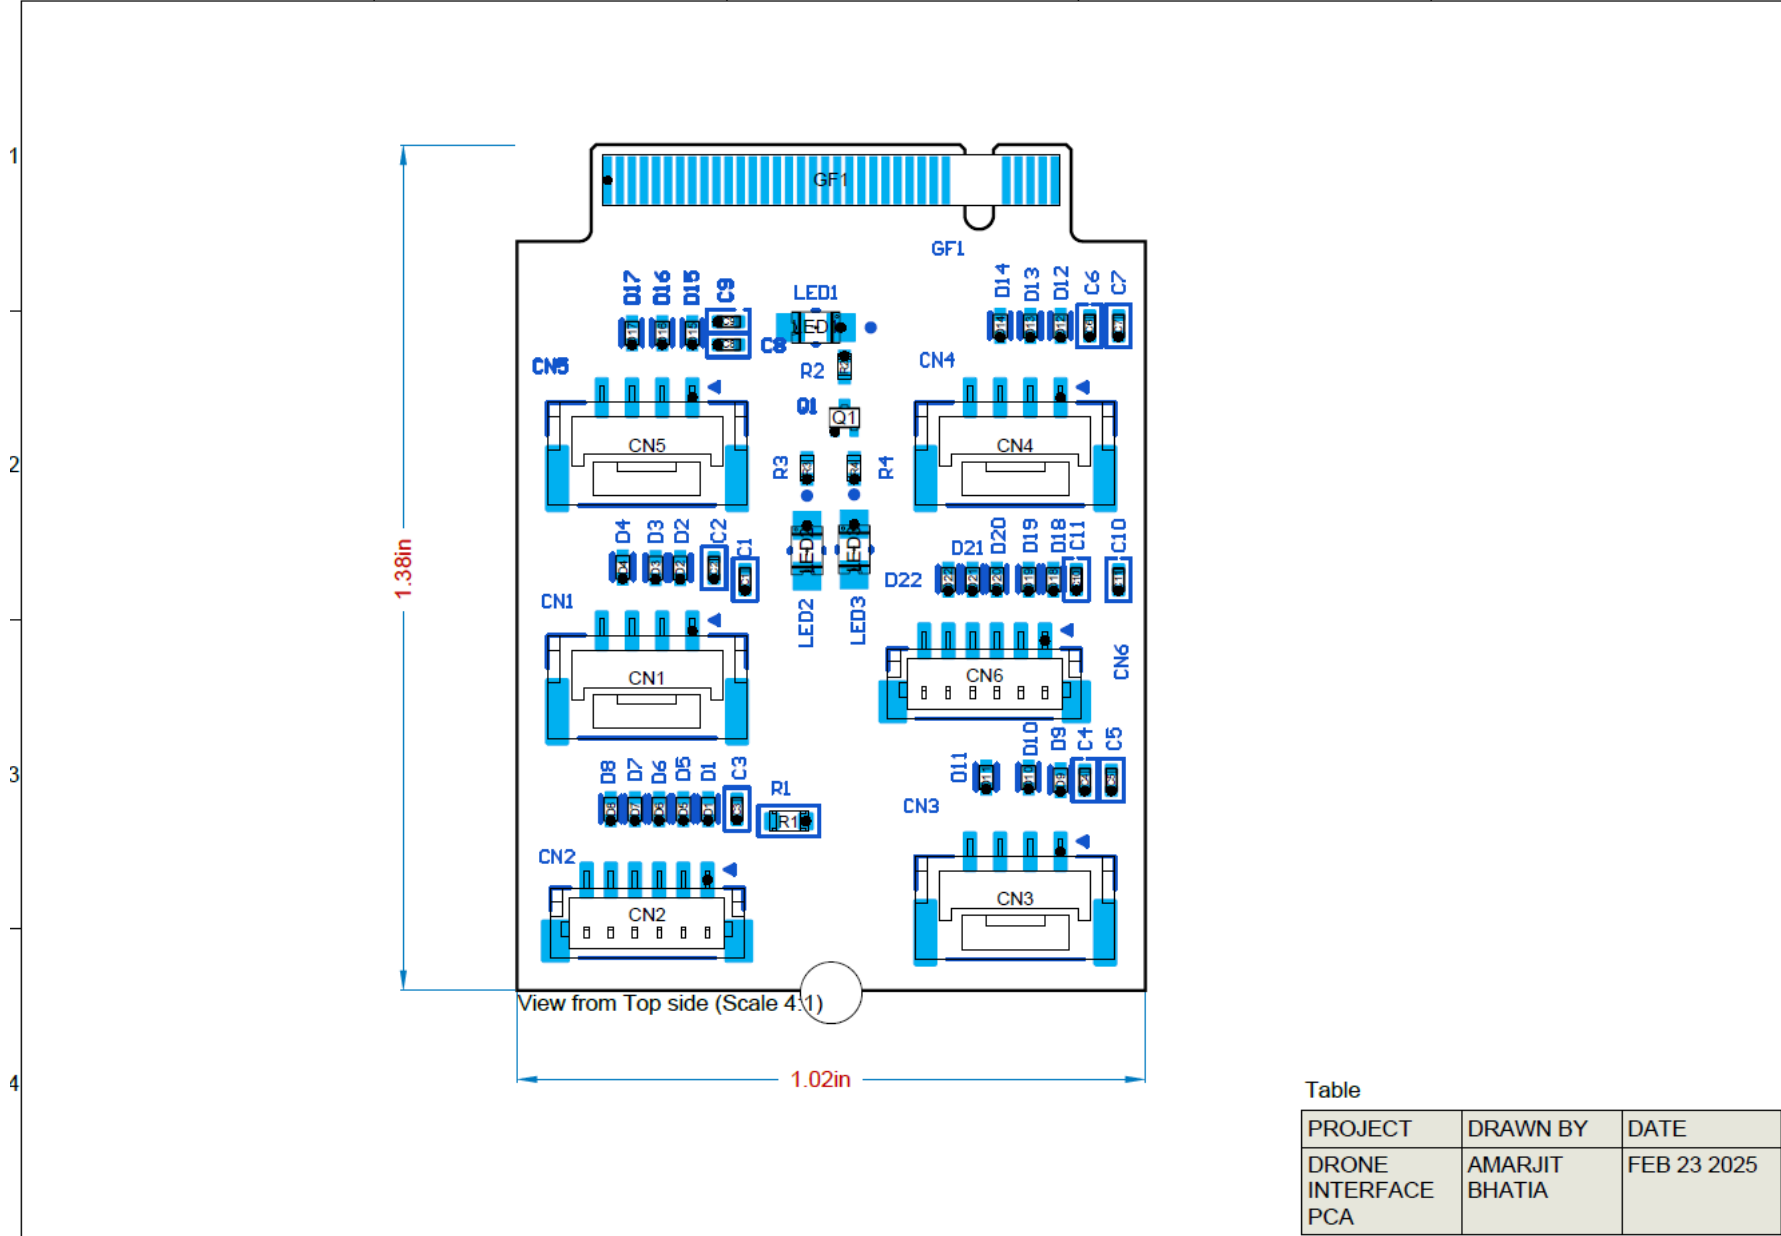 1
GF1
GF1
D17
D16
D15
C9
LED1
D14
D13
D12
C6
C7
C8
CN5
R2
CN4
Q1
Q1
CN5
CN4
R3
R4
D4
D3
D2
C2
C1
D22
D21
D20
D19
D18
C11
C10
2
1.38in
CN1
LED2
LED3
CN6
CN1
CN6
3
D8
D7
D6
D5
D1
C3
R1
R1
D11
D10
D9
C4
C5
CN3
CN2
CN2
CN3
View from Top side (Scale 4:1)
1.02in
4
Table
PROJECT DRAWN BY DATE
DRONE INTERFACE PCA
AMARJIT BHATIA
FEB 23 2025